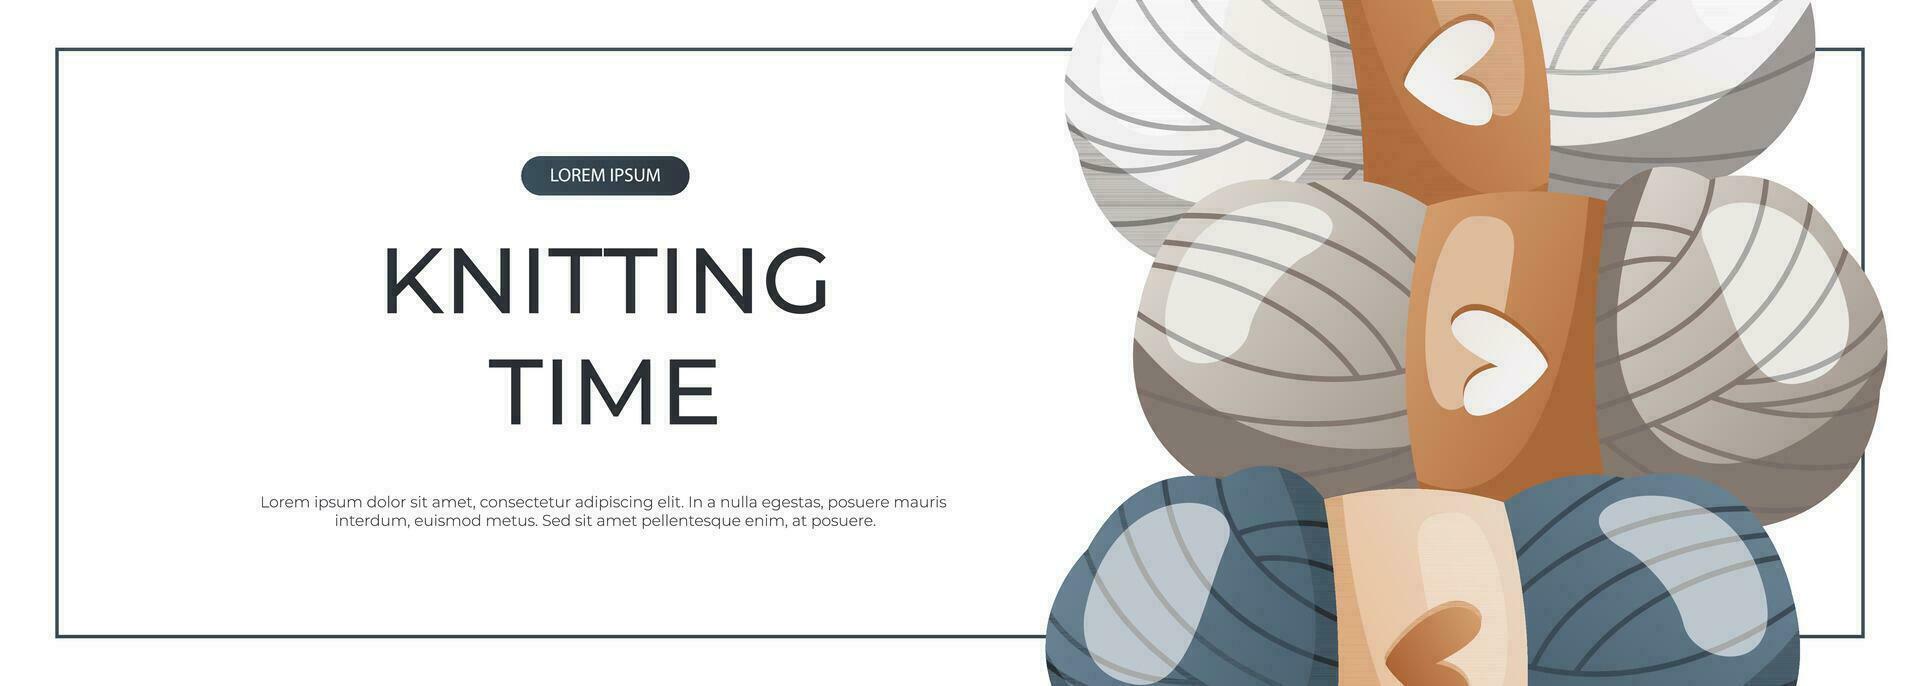 LOREM IPSUM
KNITTING
TIME
Lorem ipsum dolor sit amet, consectetur adipiscing elit. In a nulla egestas, posuere mauris
interdum, euismod metus. Sed sit amet pellentesque enim, at posuere.